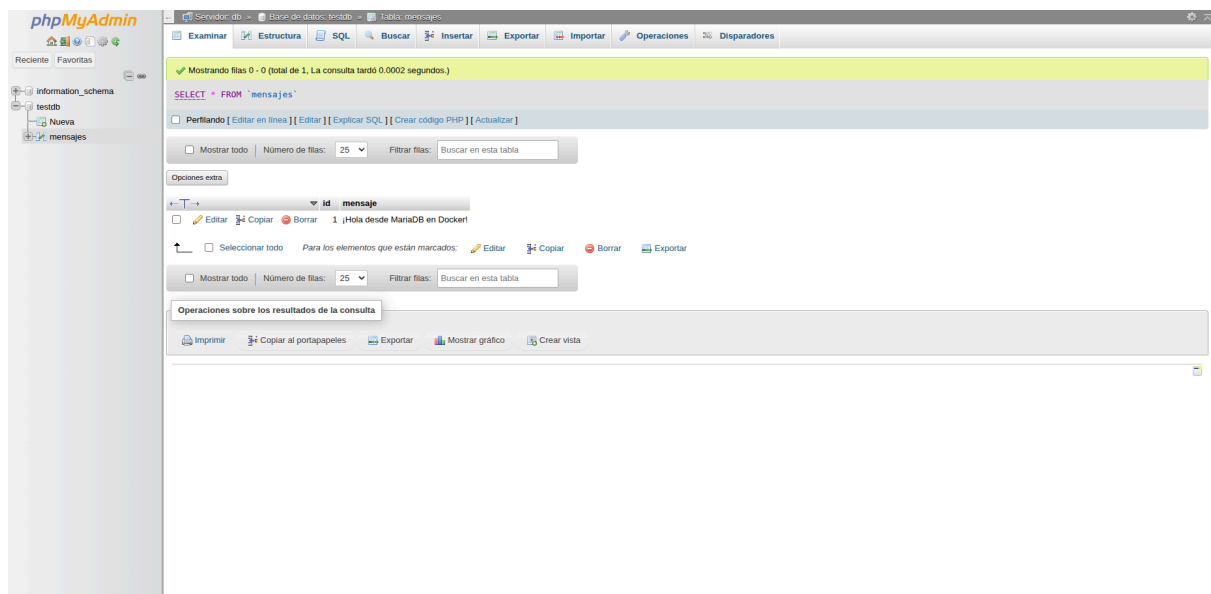 phpMyAdmin
Reciente Favoritas
information_schema
testdb
Nueva
mensajes
Servidor: db » Base de datos: testdb » Tabla: mensajes
Examinar Estructura SQL Buscar Insertar Exportar Importar Operaciones Disparadores
Mostrando filas 0 - 0 (total de 1, La consulta tardó 0.0002 segundos.)
SELECT * FROM `mensajes`
Perfilando [ Editar en línea ] [ Editar ] [ Explicar SQL ] [ Crear código PHP ] [ Actualizar ]
Mostrar todo | Número de filas: 25 Filtrar filas: Buscar en esta tabla
Opciones extra
←T→ id mensaje
Editar Copiar Borrar 1 ¡Hola desde MariaDB en Docker!
Seleccionar todo Para los elementos que están marcados: Editar Copiar Borrar Exportar
Mostrar todo | Número de filas: 25 Filtrar filas: Buscar en esta tabla
Operaciones sobre los resultados de la consulta
Imprimir Copiar al portapapeles Exportar Mostrar gráfico Crear vista